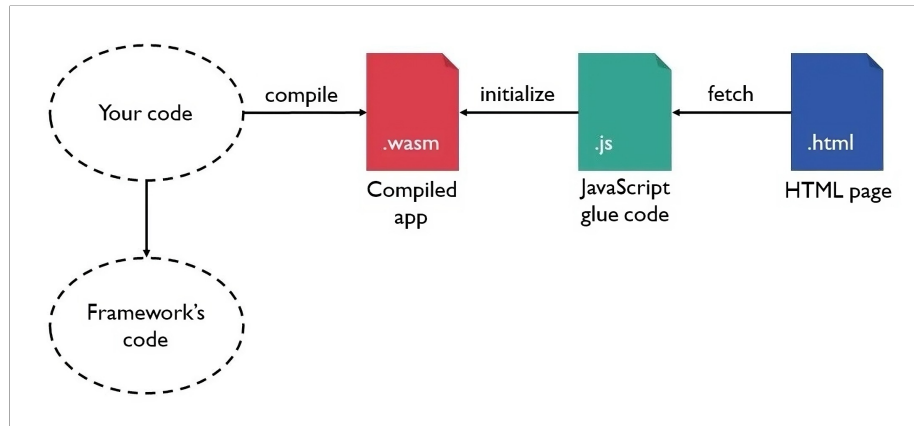 Your code
compile
.wasm
Compiled
app
initialize
.js
JavaScript
glue code
fetch
.html
HTML page
Framework's
code